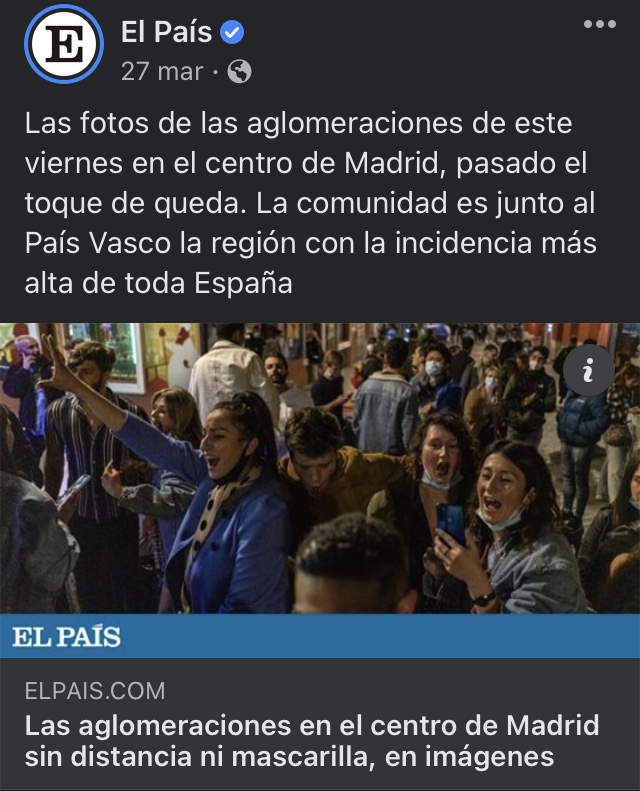 E
El País
27 mar ·
Las fotos de las aglomeraciones de este
viernes en el centro de Madrid, pasado el
toque de queda. La comunidad es junto al
País Vasco la región con la incidencia más
alta de toda España
i
EL PAÍS
ELPAIS.COM
Las aglomeraciones en el centro de Madrid
sin distancia ni mascarilla, en imágenes